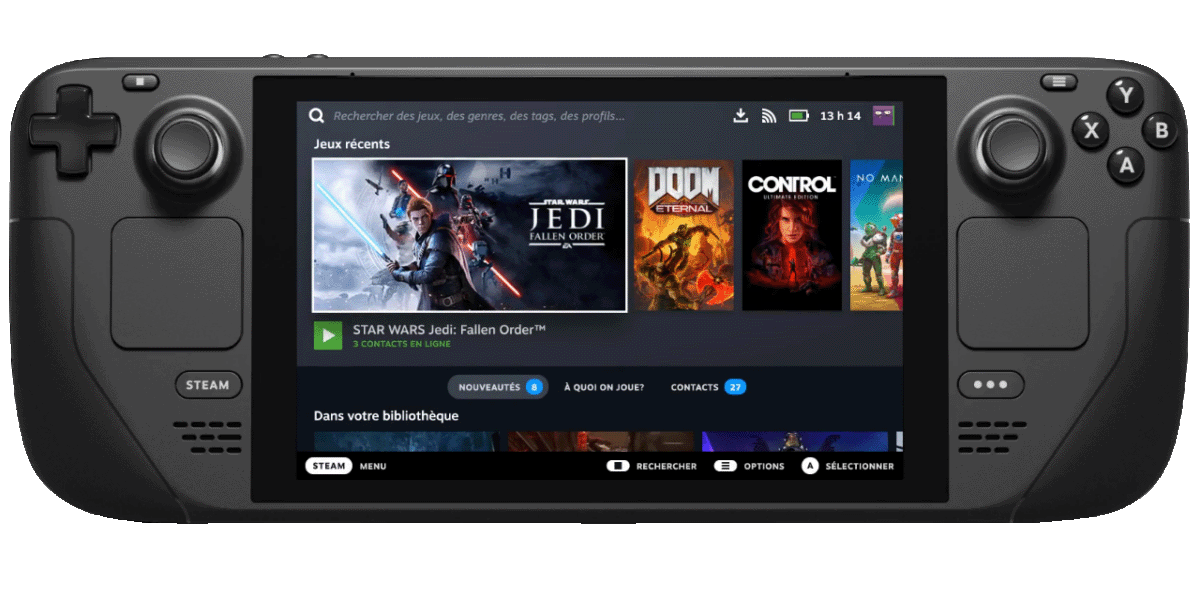 Y
X
B
A
Rechercher des jeux, des genres, des tags, des profils...
13 h 14
Jeux récents
STAR WARS
JEDI
FALLEN ORDER
EA
DOOM
ETERNAL
CONTROL
ULTIMATE EDITION
NO MAN
STAR WARS Jedi: Fallen Order™
3 CONTACTS EN LIGNE
STEAM
NOUVEAUTÉS 8
À QUOI ON JOUE?
CONTACTS 27
Dans votre bibliothèque
STEAM MENU
RECHERCHER
OPTIONS
A SÉLECTIONNER